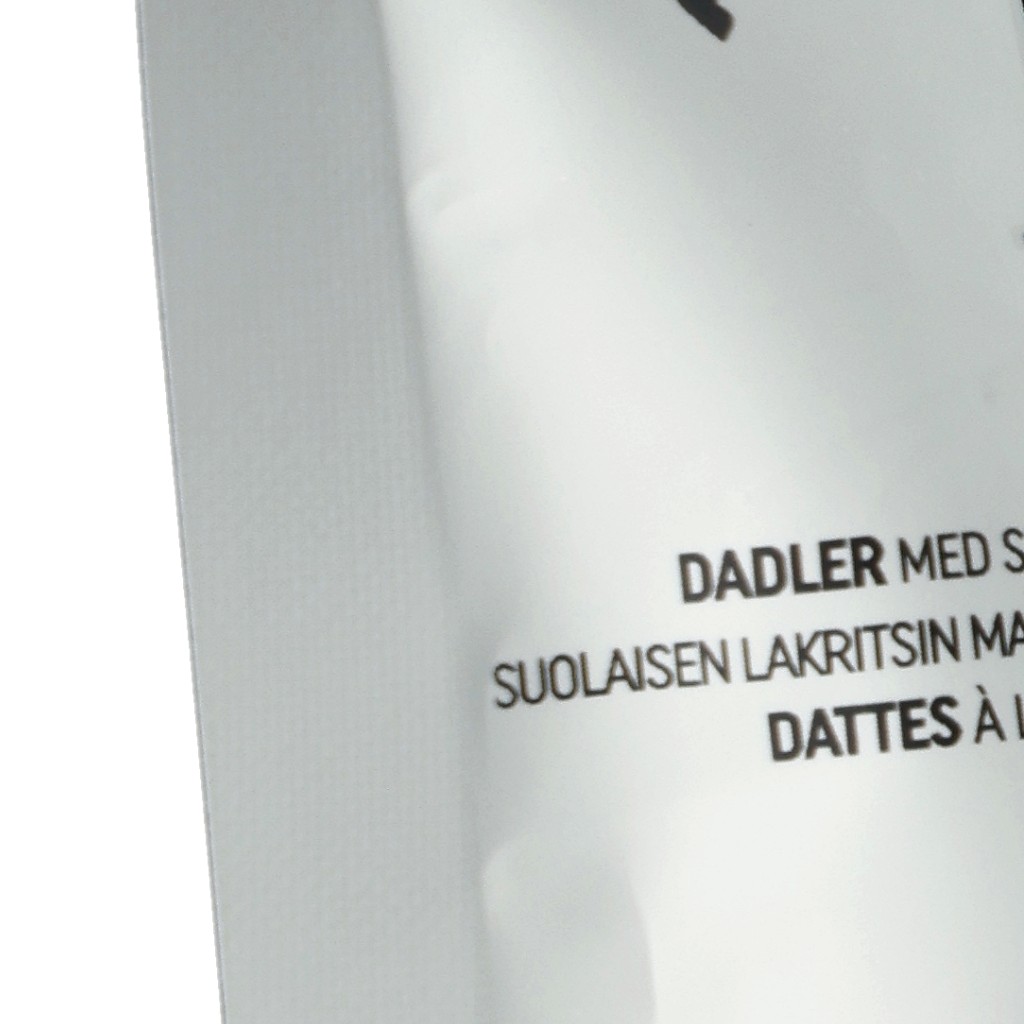 DADLER MED S
SUOLAISEN LAKRITSIN MA
DATTES À L